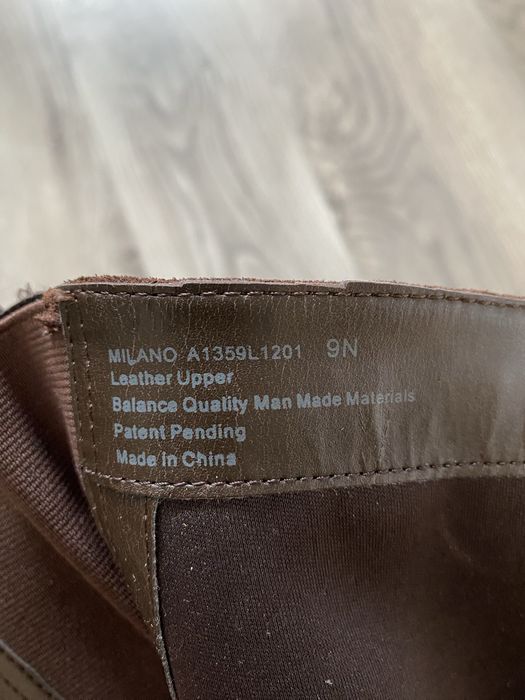 MILANO A1359L1201 9N
Leather Upper
Balance Quality Man Made Materials
Patent Pending
Made in China